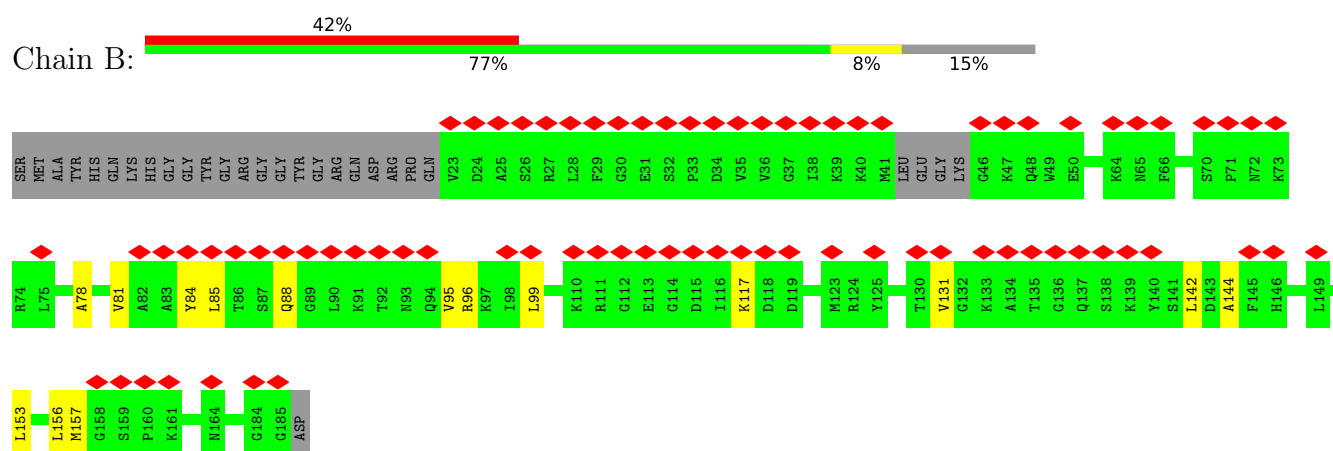 42%
Chain B:
77% 8% 15%
SER MET ALA TYR HIS GLN LYS HIS GLY GLY TYR GLY ARG GLY GLY TYR GLY ARG GLN ASP ARG PRO GLN V23 D24 A25 S26 R27 L28 F29 G30 E31 S32 P33 D34 V35 V36 G37 I38 K39 K40 M41 LEU GLU GLY LYS G46 K47 Q48 W49 E50 K64 N65 F66 S70 P71 N72 K73
R74 L75 A78 V81 A82 A83 Y84 L85 T86 S87 Q88 G89 L90 K91 T92 N93 Q94 V95 R96 K97 I98 L99 K110 R111 G112 E113 G114 D115 I116 K117 D118 D119 M123 R124 Y125 T130 V131 G132 K133 A134 T135 G136 Q137 S138 K139 Y140 S141 L142 D143 A144 F145 H146 L149
L153 L156 M157 G158 S159 P160 K161 N164 G184 G185 ASP